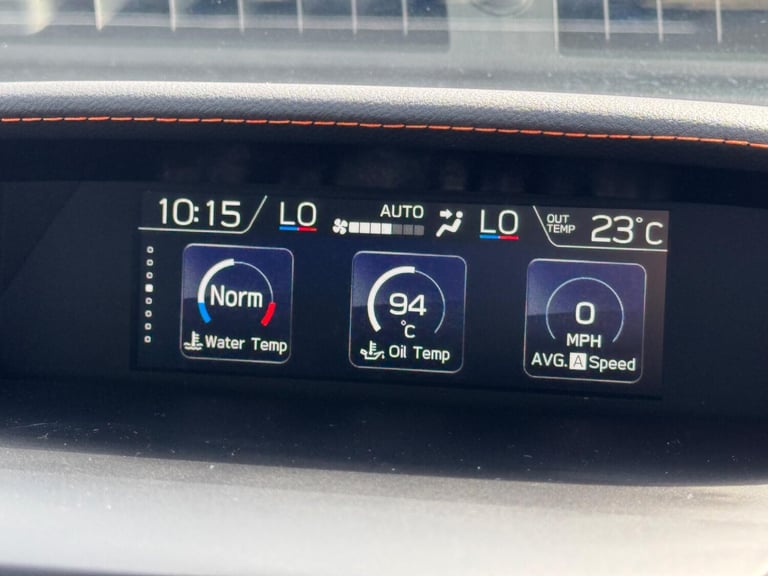 10:15 LO AUTO LO OUT TEMP 23°C
Norm
Water Temp
94
°C
Oil Temp
0
MPH
AVG. A Speed